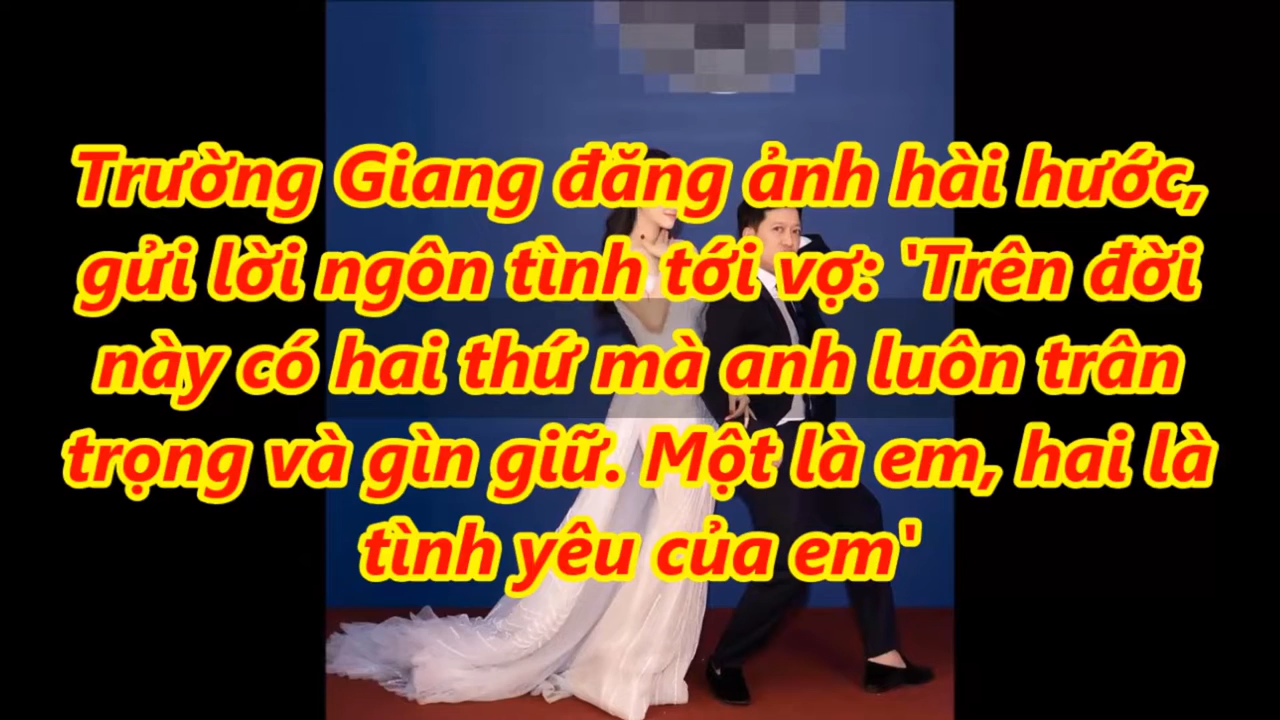 Trường Giang đăng ảnh hài hước,
gửi lời ngôn tình tới vợ: 'Trên đời
này có hai thứ mà anh luôn trân
trọng và gìn giữ. Một là em, hai là
tình yêu của em'